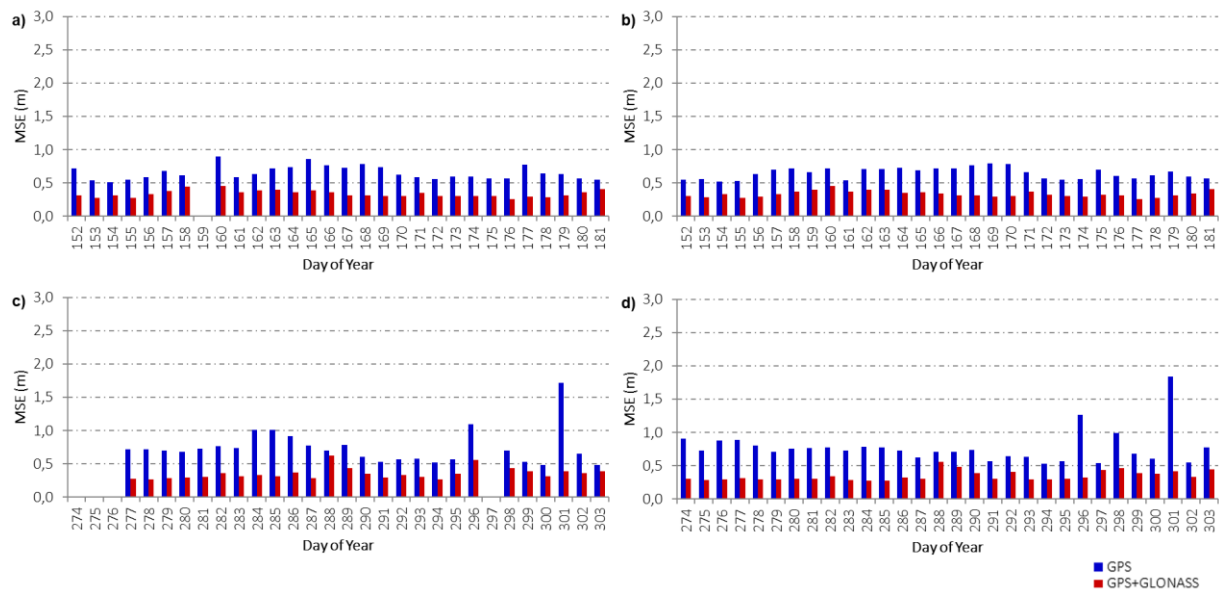 a)
3,0
2,5
2,0
1,5
1,0
0,5
0,0
MSE (m)
152 153 154 155 156 157 158 159 160 161 162 163 164 165 166 167 168 169 170 171 172 173 174 175 176 177 178 179 180 181
Day of Year
b)
3,0
2,5
2,0
1,5
1,0
0,5
0,0
MSE (m)
152 153 154 155 156 157 158 159 160 161 162 163 164 165 166 167 168 169 170 171 172 173 174 175 176 177 178 179 180 181
Day of Year
c)
3,0
2,5
2,0
1,5
1,0
0,5
0,0
MSE (m)
274 275 276 277 279 280 281 282 283 284 285 286 287 288 289 290 291 292 293 294 295 296 297 298 299 300 301 302 303
Day of Year
d)
3,0
2,5
2,0
1,5
1,0
0,5
0,0
MSE (m)
274 275 276 277 278 279 280 281 282 283 284 285 286 287 288 289 290 291 292 293 294 295 296 297 298 299 300 301 302 303
Day of Year
GPS
GPS+GLONASS